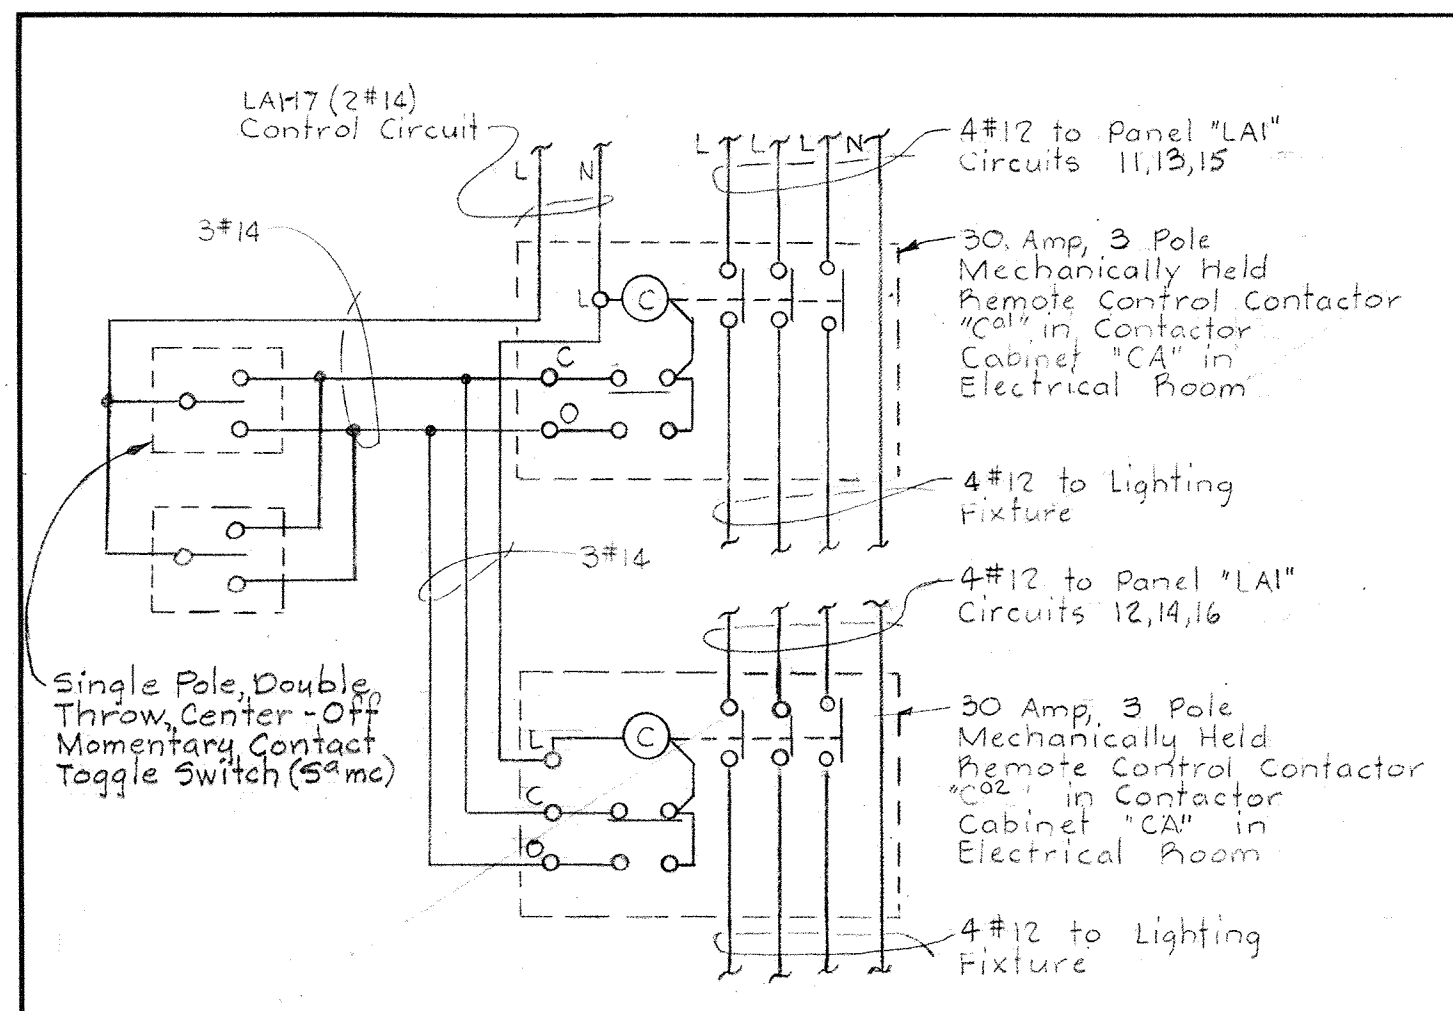 LAH7 (2#14)
Control Circuit
L N
L L L N
4#12 to Panel "LA1"
Circuits 11,13,15
3#14
30 Amp, 3 Pole
Mechanically Held
Remote Control Contactor
"Ca1" in Contactor
Cabinet "CA" in
Electrical Room
L C
C
O
4#12 to Lighting
Fixture
3#14
4#12 to Panel "LA1"
Circuits 12,14,16
Single Pole, Double
Throw, Center-Off
Momentary Contact
Toggle Switch (Samc)
30 Amp, 3 Pole
Mechanically Held
Remote Control Contactor
"Ca2" in Contactor
Cabinet "CA" in
Electrical Room
L C
C
O
4#12 to Lighting
Fixture